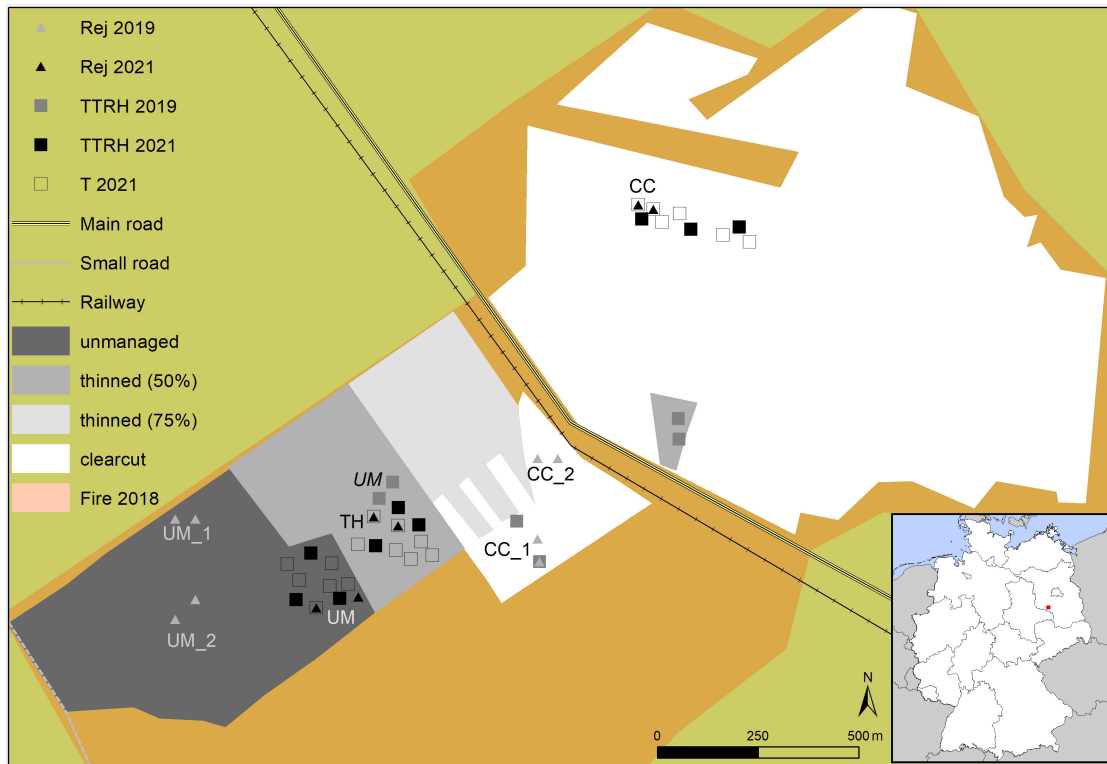 Rej 2019
Rej 2021
TTRH 2019
TTRH 2021
T 2021
Main road
Small road
Railway
unmanaged
thinned (50%)
thinned (75%)
clearcut
Fire 2018
CC
UM
CC_2
TH
UM_1
CC_1
UM
UM_2
N
0 250 500 m